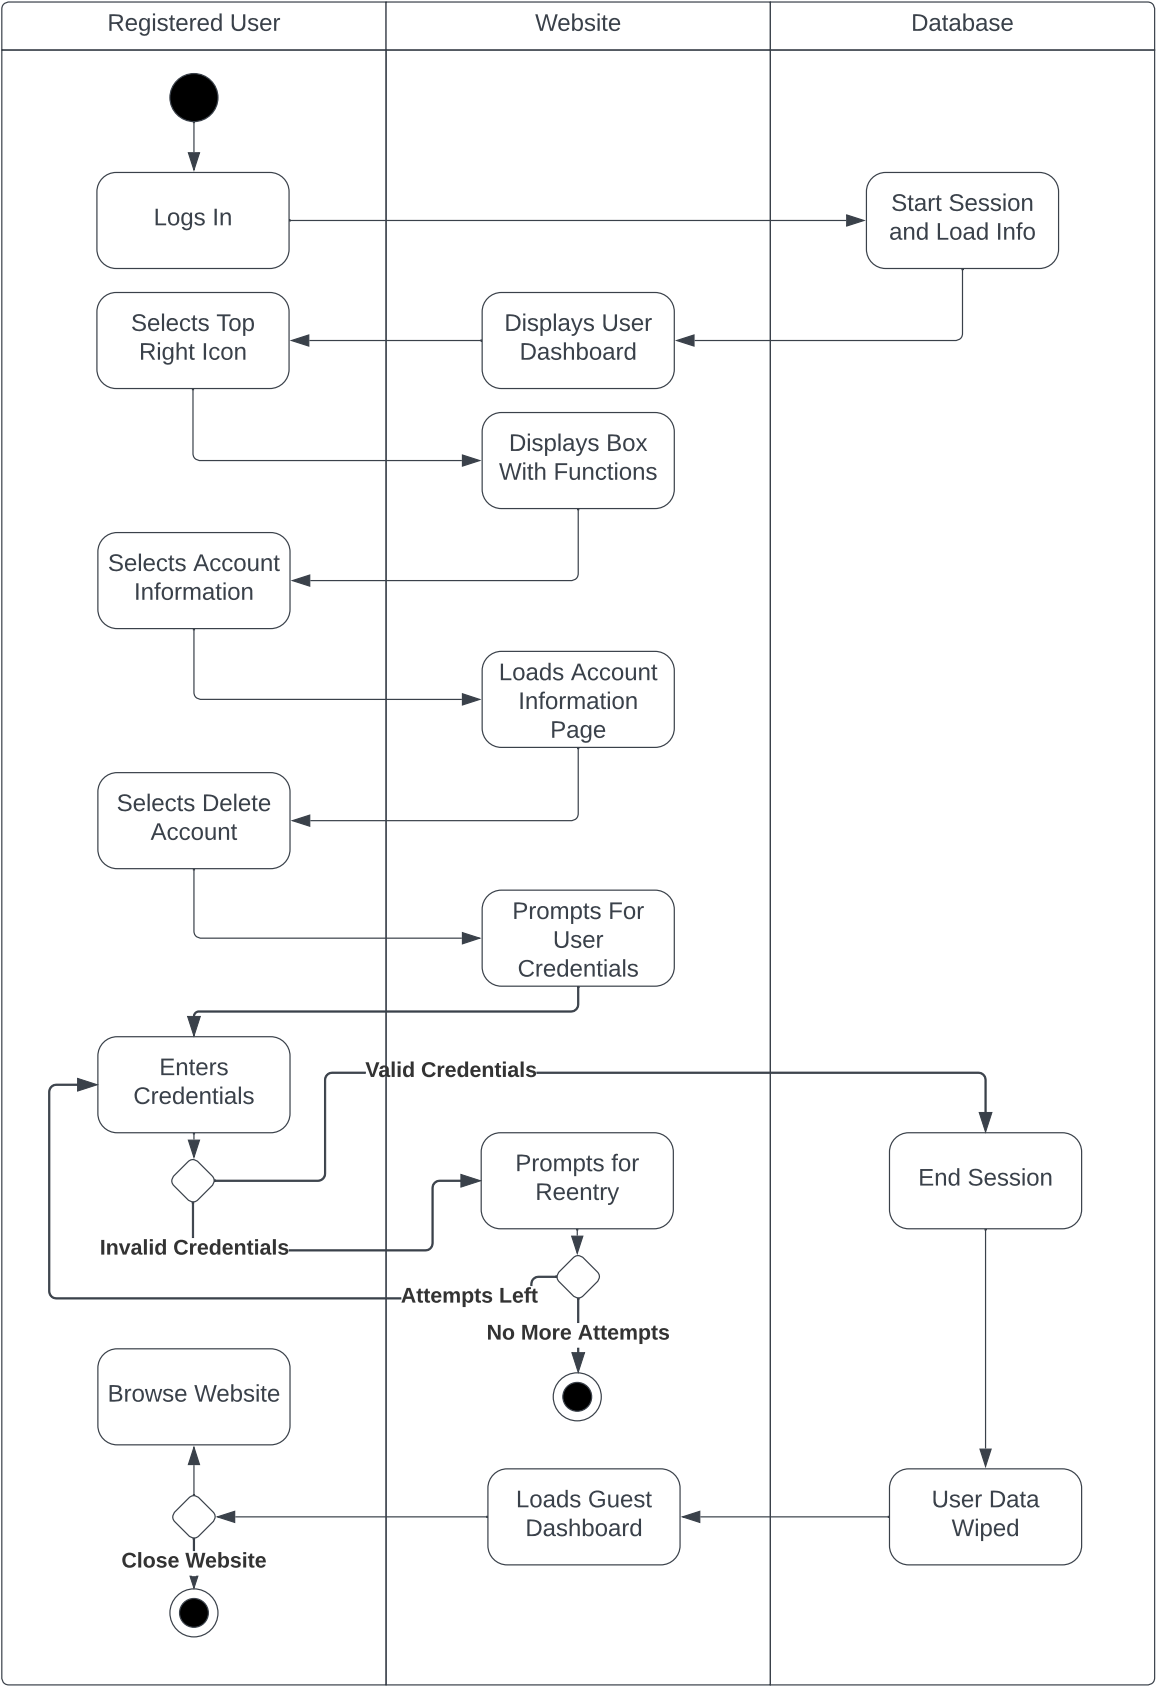 Registered User
Website
Database
Logs In
Start Session
and Load Info
Selects Top
Right Icon
Displays User
Dashboard
Displays Box
With Functions
Selects Account
Information
Loads Account
Information
Page
Selects Delete
Account
Prompts For
User
Credentials
Enters
Credentials
Valid Credentials
Prompts for
Reentry
End Session
Invalid Credentials
Attempts Left
No More Attempts
Browse Website
Loads Guest
Dashboard
User Data
Wiped
Close Website